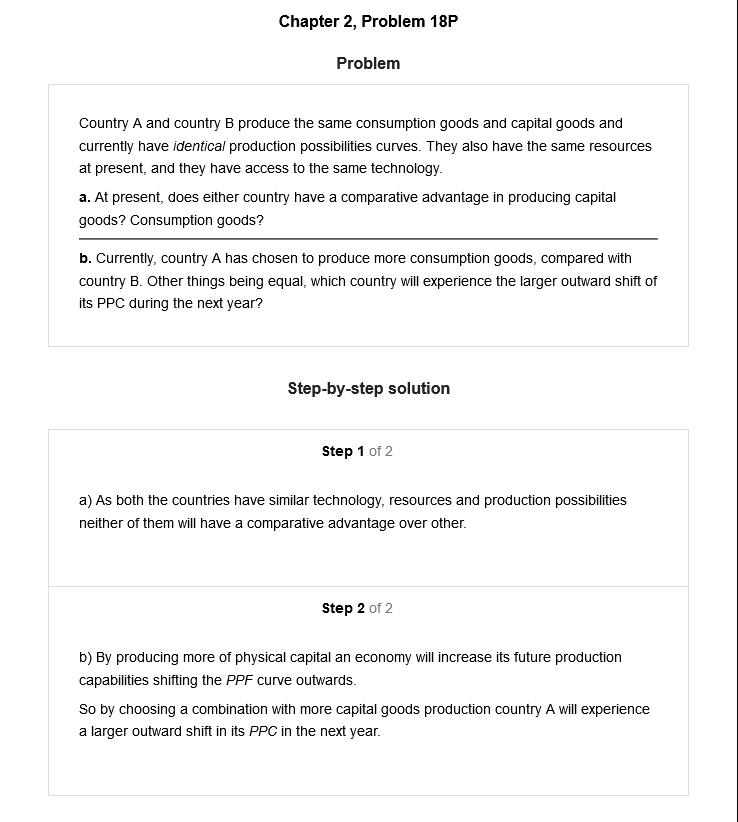 Chapter 2, Problem 18P
Problem
Country A and country B produce the same consumption goods and capital goods and
currently have identical production possibilities curves. They also have the same resources
at present, and they have access to the same technology.
a. At present, does either country have a comparative advantage in producing capital
goods? Consumption goods?
b. Currently, country A has chosen to produce more consumption goods, compared with
country B. Other things being equal, which country will experience the larger outward shift of
its PPC during the next year?
Step-by-step solution
Step 1 of 2
a) As both the countries have similar technology, resources and production possibilities
neither of them will have a comparative advantage over other.
Step 2 of 2
b) By producing more of physical capital an economy will increase its future production
capabilities shifting the PPF curve outwards.
So by choosing a combination with more capital goods production country A will experience
a larger outward shift in its PPC in the next year.